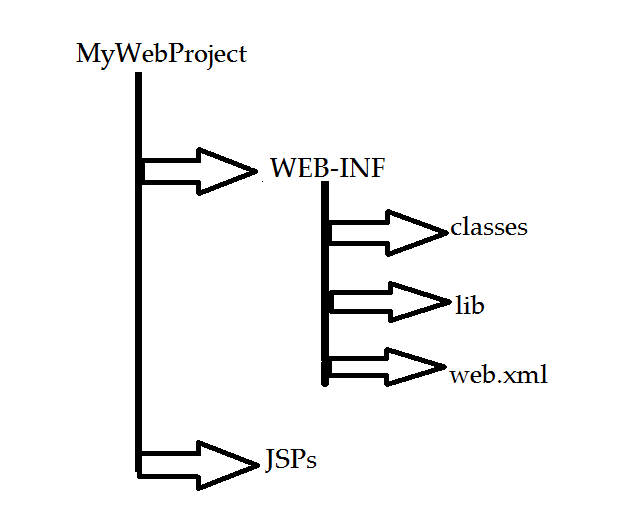 MyWebProject
WEB-INF
classes
lib
web.xml
JSPs